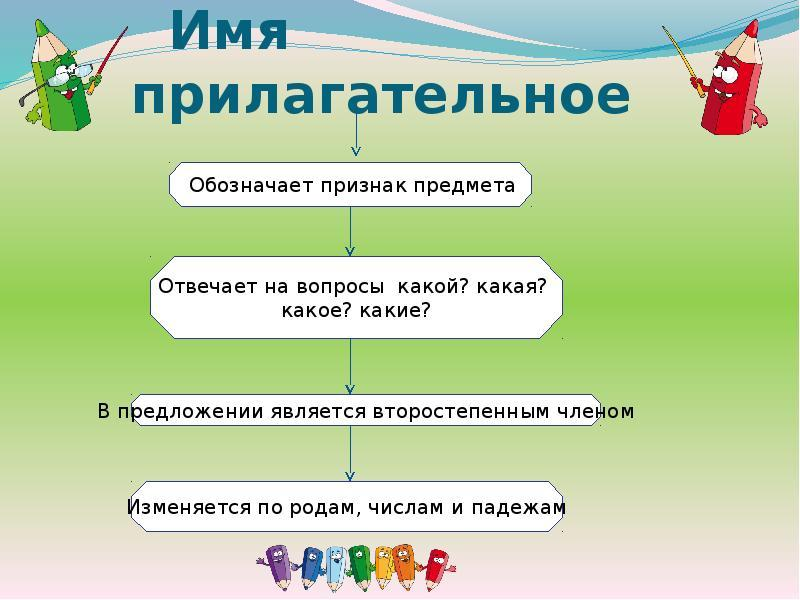 Имя
прилагательное
Обозначает признак предмета
Отвечает на вопросы какой? какая?
какое? какие?
В предложении является второстепенным членом
Изменяется по родам, числам и падежам